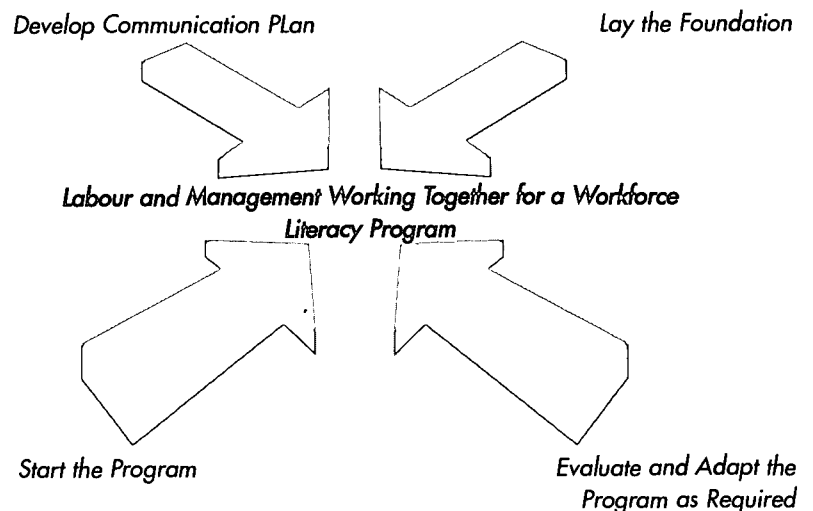 Develop Communication PLan
Lay the Foundation
Labour and Management Working Together for a Workforce
Literacy Program
Start the Program
Evaluate and Adapt the
Program as Required